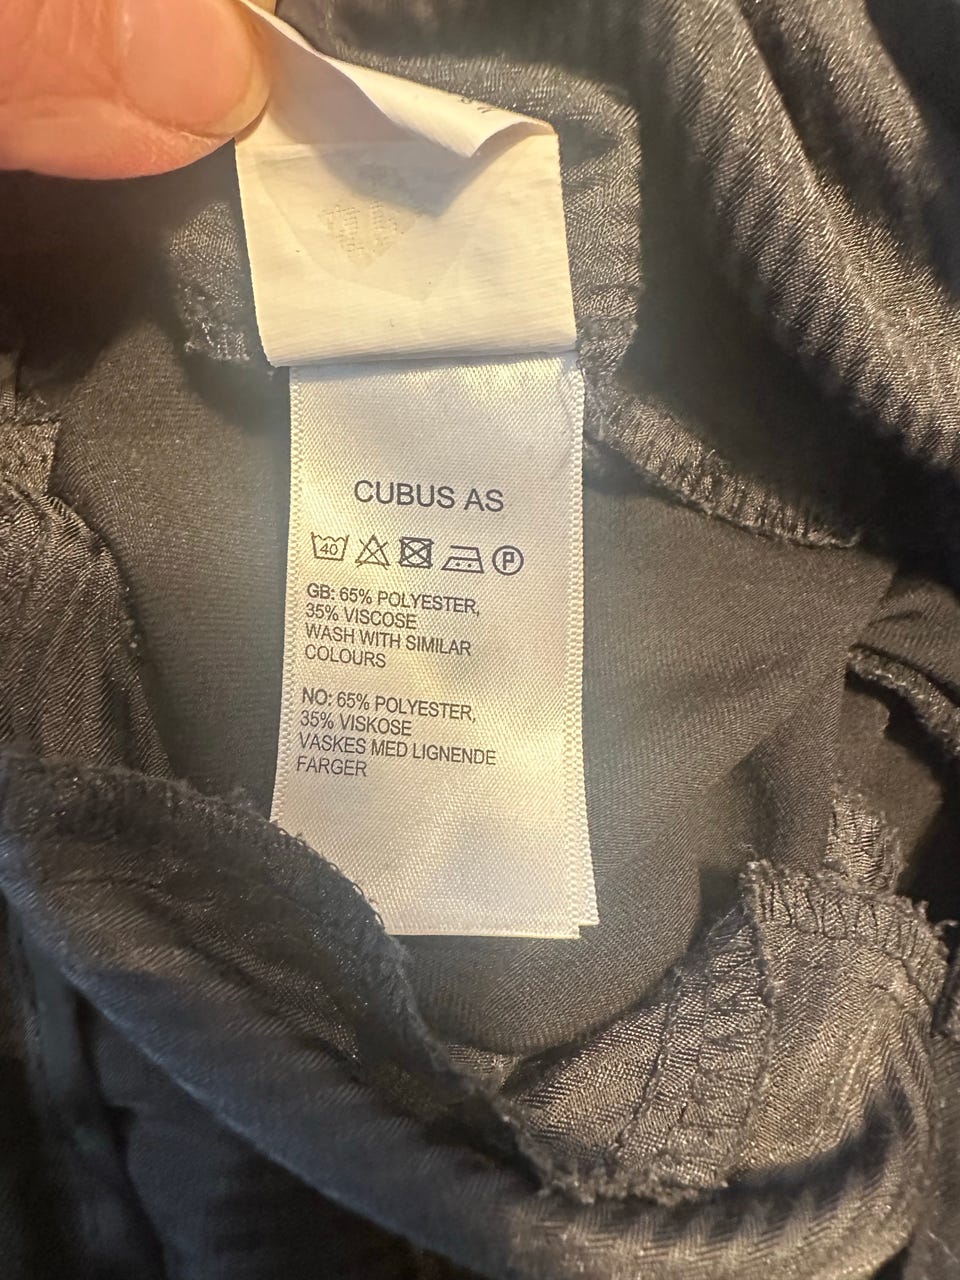 CUBUS AS
40 P
GB: 65% POLYESTER,
35% VISCOSE
WASH WITH SIMILAR
COLOURS
NO: 65% POLYESTER,
35% VISKOSE
VASKES MED LIGNENDE
FARGER